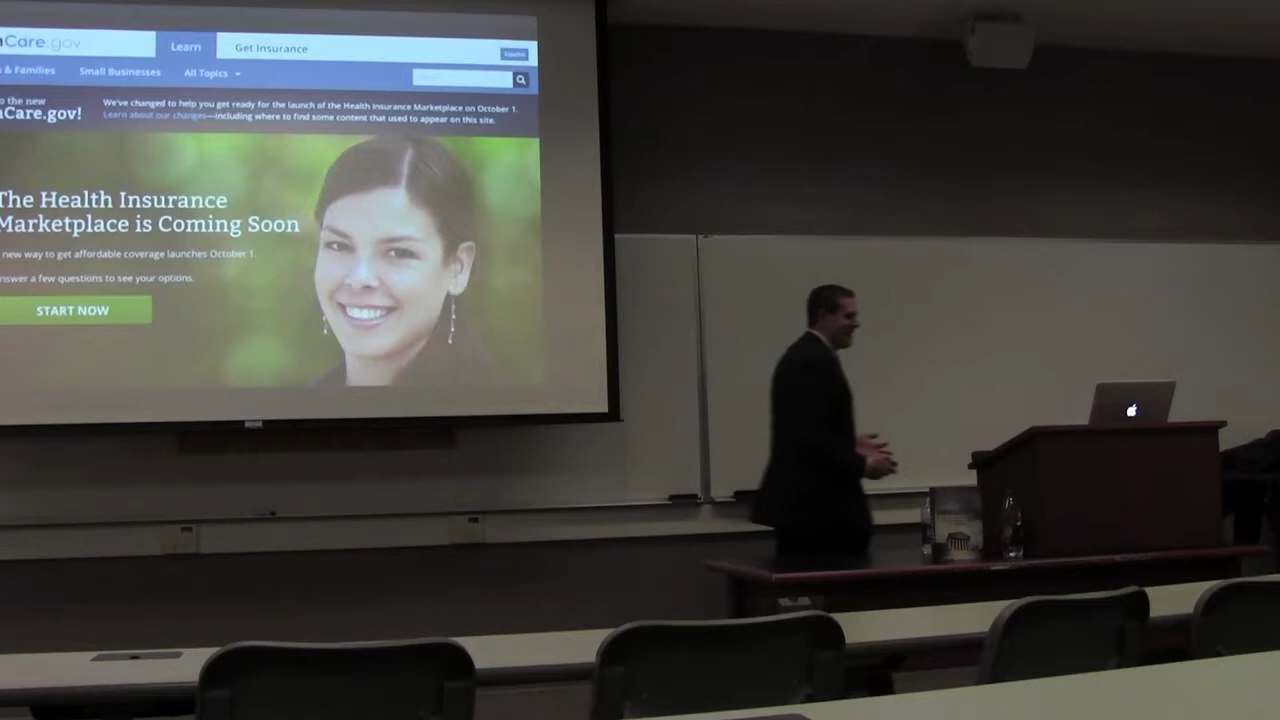 Care.gov
Learn
Get Insurance
Español
& Families
Small Businesses
All Topics
o the new
Care.gov!
We've changed to help you get ready for the launch of the Health Insurance Marketplace on October 1.
Learn about our changes—including where to find some content that used to appear on this site.
The Health Insurance
Marketplace is Coming Soon
new way to get affordable coverage launches October 1.
nswer a few questions to see your options.
START NOW